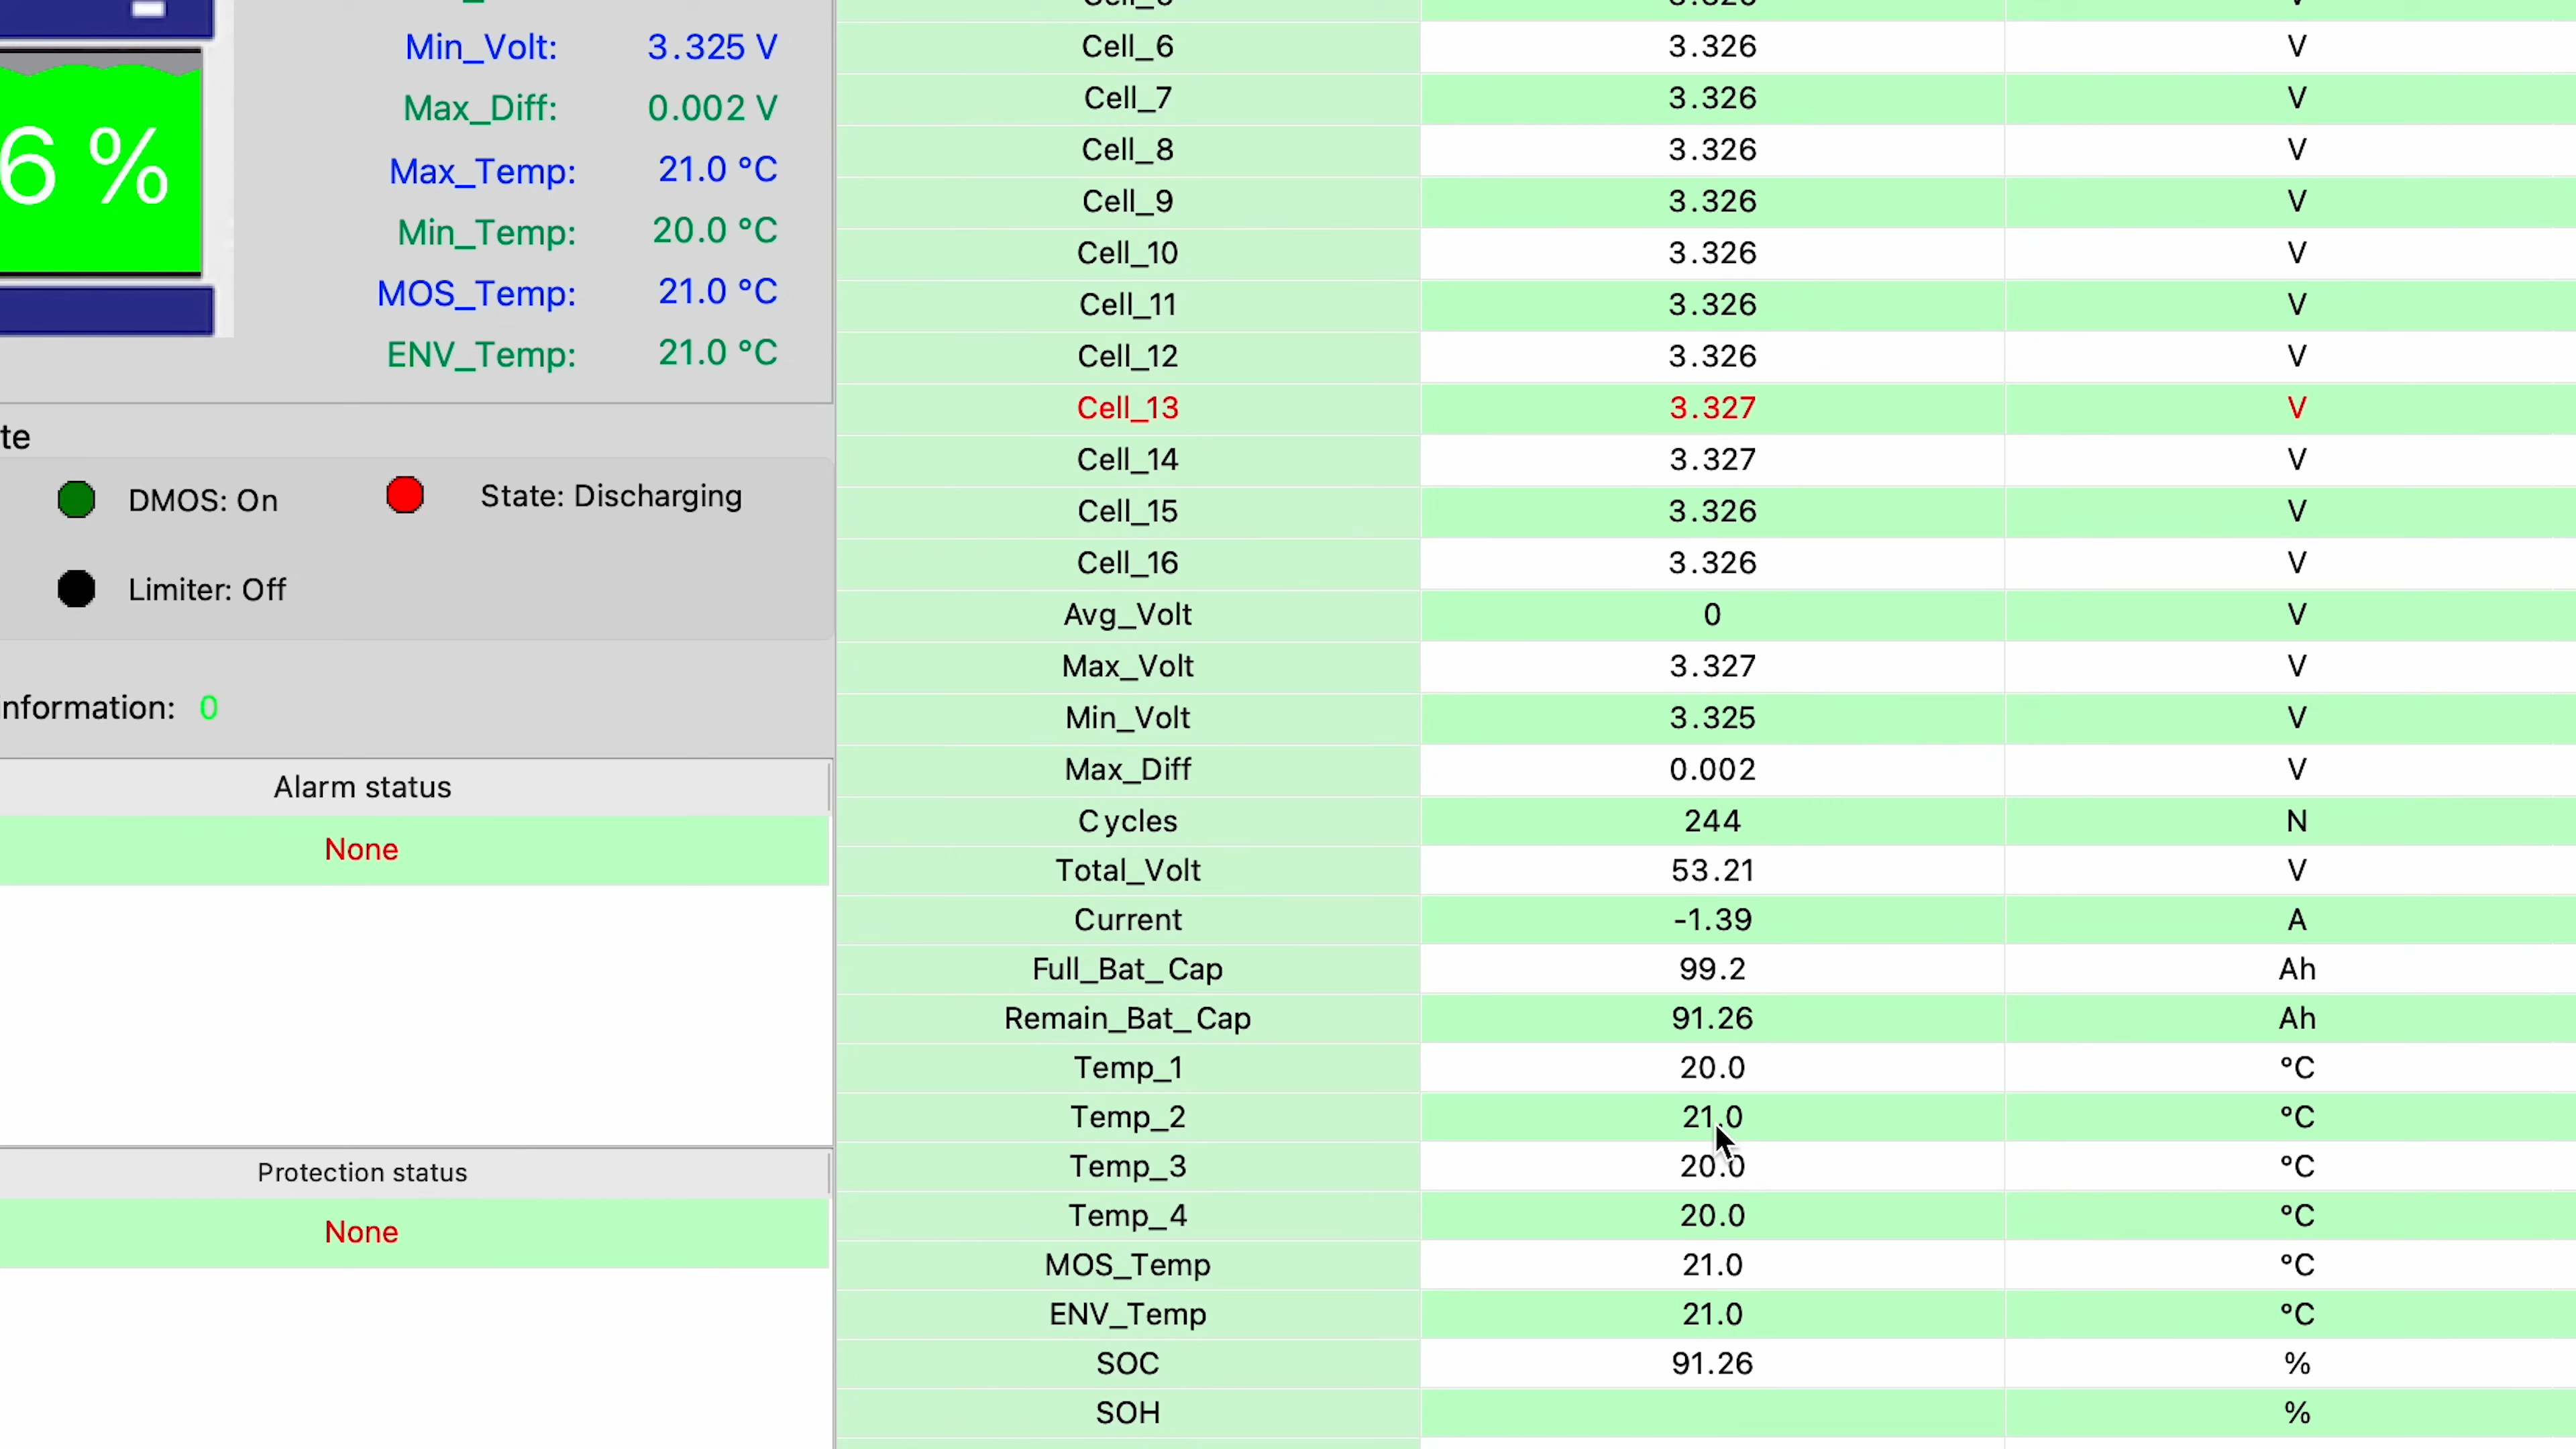 Min_Volt: 3.325 V
Max_Diff: 0.002 V
Max_Temp: 21.0 °C
Min_Temp: 20.0 °C
MOS_Temp: 21.0 °C
ENV_Temp: 21.0 °C
6 %
te
DMOS: On
State: Discharging
Limiter: Off
nformation: 0
Alarm status
None
Protection status
None
Cell_6 3.326 V
Cell_7 3.326 V
Cell_8 3.326 V
Cell_9 3.326 V
Cell_10 3.326 V
Cell_11 3.326 V
Cell_12 3.326 V
Cell_13 3.327 V
Cell_14 3.327 V
Cell_15 3.326 V
Cell_16 3.326 V
Avg_Volt 0 V
Max_Volt 3.327 V
Min_Volt 3.325 V
Max_Diff 0.002 V
Cycles 244 N
Total_Volt 53.21 V
Current -1.39 A
Full_Bat_Cap 99.2 Ah
Remain_Bat_Cap 91.26 Ah
Temp_1 20.0 °C
Temp_2 21.0 °C
Temp_3 20.0 °C
Temp_4 20.0 °C
MOS_Temp 21.0 °C
ENV_Temp 21.0 °C
SOC 91.26 %
SOH %